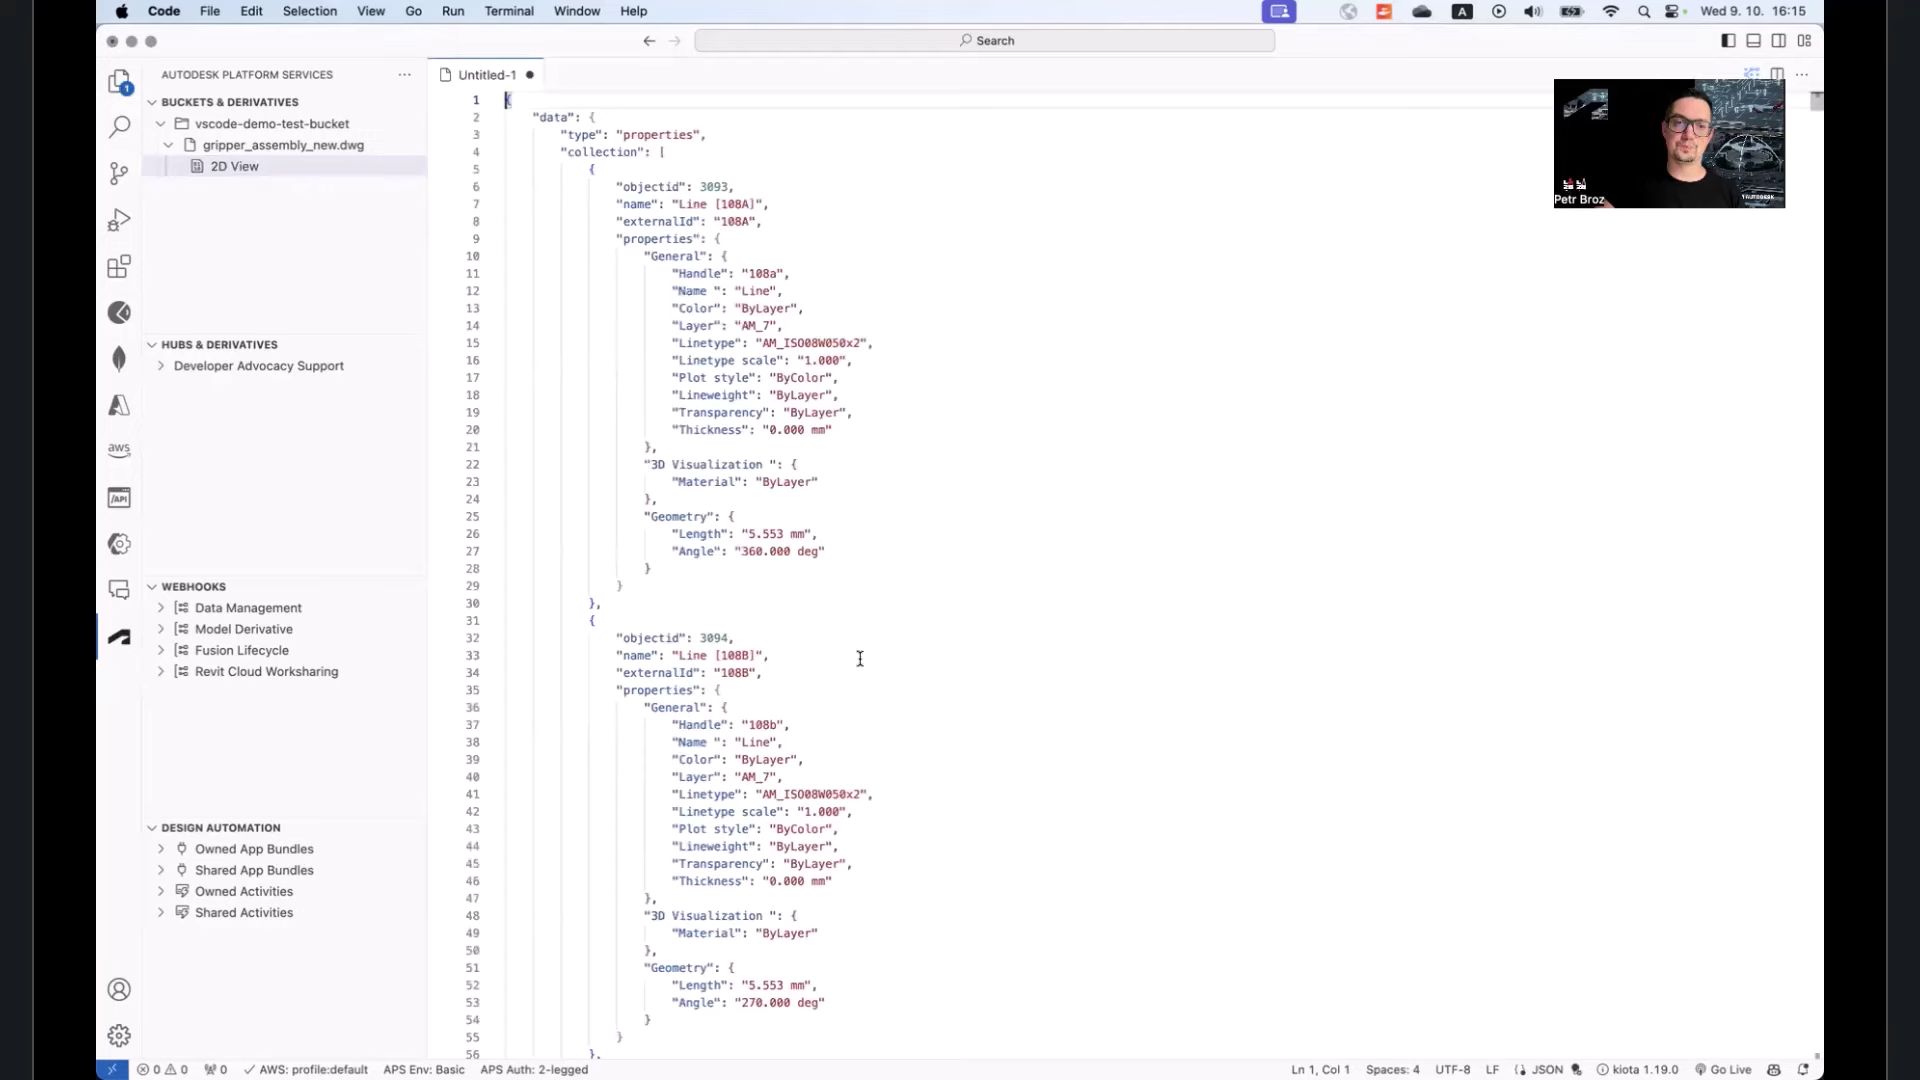 Code File Edit Selection View Go Run Terminal Window Help
A
Wed 9. 10. 16:15
Search
AUTODESK PLATFORM SERVICES
BUCKETS & DERIVATIVES
vscode-demo-test-bucket
gripper_assembly_new.dwg
2D View
HUBS & DERIVATIVES
Developer Advocacy Support
WEBHOOKS
Data Management
Model Derivative
Fusion Lifecycle
Revit Cloud Worksharing
DESIGN AUTOMATION
Owned App Bundles
Shared App Bundles
Owned Activities
Shared Activities
1
aws
/API
Untitled-1
1 {
2 "data": {
3 "type": "properties",
4 "collection": [
5 {
6 "objectid": 3093,
7 "name": "Line [108A]",
8 "externalId": "108A",
9 "properties": {
10 "General": {
11 "Handle": "108a",
12 "Name ": "Line",
13 "Color": "ByLayer",
14 "Layer": "AM_7",
15 "Linetype": "AM_ISO08W050x2",
16 "Linetype scale": "1.000",
17 "Plot style": "ByColor",
18 "Lineweight": "ByLayer",
19 "Transparency": "ByLayer",
20 "Thickness": "0.000 mm"
21 },
22 "3D Visualization ": {
23 "Material": "ByLayer"
24 },
25 "Geometry": {
26 "Length": "5.553 mm",
27 "Angle": "360.000 deg"
28 }
29 }
30 },
31 {
32 "objectid": 3094,
33 "name": "Line [108B]",
34 "externalId": "108B",
35 "properties": {
36 "General": {
37 "Handle": "108b",
38 "Name ": "Line",
39 "Color": "ByLayer",
40 "Layer": "AM_7",
41 "Linetype": "AM_ISO08W050x2",
42 "Linetype scale": "1.000",
43 "Plot style": "ByColor",
44 "Lineweight": "ByLayer",
45 "Transparency": "ByLayer",
46 "Thickness": "0.000 mm"
47 },
48 "3D Visualization ": {
49 "Material": "ByLayer"
50 },
51 "Geometry": {
52 "Length": "5.553 mm",
53 "Angle": "270.000 deg"
54 }
55 }
56 },
Petr Broz
AUTODESK
0 0 0 AWS: profile:default APS Env: Basic APS Auth: 2-legged
Ln 1, Col 1 Spaces: 4 UTF-8 LF {} JSON kiota 1.19.0 Go Live